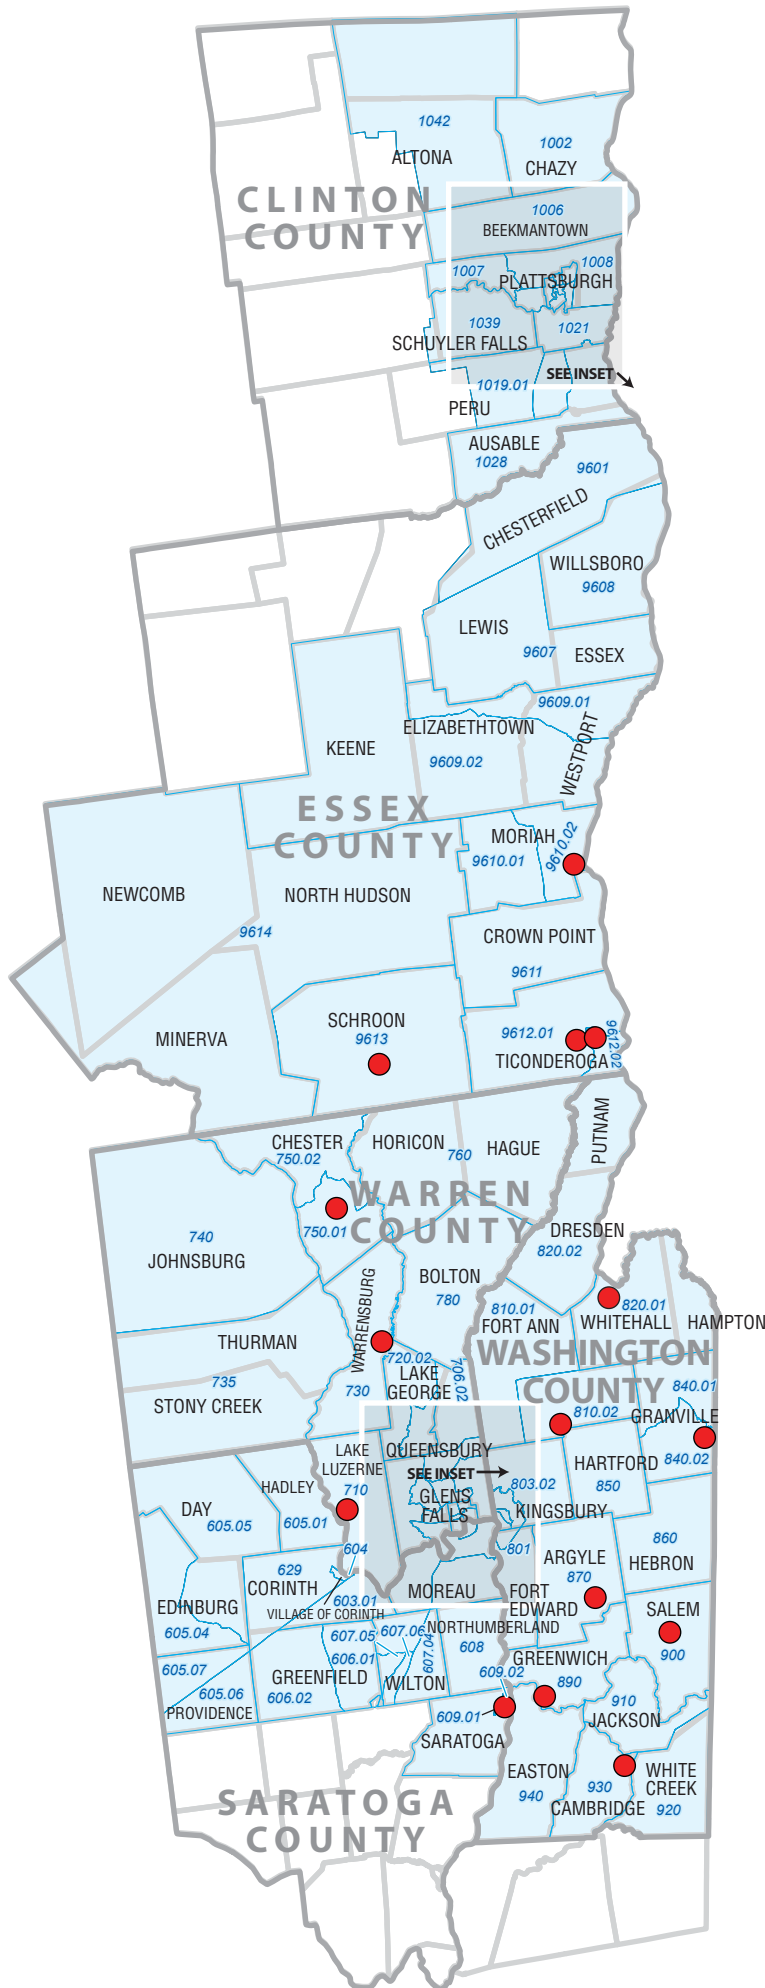 1042
ALTONA
1002
CHAZY
CLINTON
COUNTY
1006
BEEKMANTOWN
1007
1008
PLATTSBURGH
1039
1021
SCHUYLER FALLS
SEE INSET
1019.01
PERU
AUSABLE
1028
9601
CHESTERFIELD
WILLSBORO
9608
LEWIS
9607
ESSEX
9609.01
ELIZABETHTOWN
WESTPORT
KEENE
9609.02
ESSEX
COUNTY
MORIAH
9610.01
9610.02
NEWCOMB
NORTH HUDSON
9614
CROWN POINT
9611
SCHROON
9613
MINERVA
9612.01
9612.02
TICONDEROGA
PUTNAM
CHESTER
750.02
HORICON
760
HAGUE
WARREN
COUNTY
750.01
740
JOHNSBURG
DRESDEN
820.02
WARRENSBURG
BOLTON
780
810.01
FORT ANN
820.01
WHITEHALL
HAMPTON
THURMAN
WASHINGTON
COUNTY
720.02
706.02
LAKE
GEORGE
735
STONY CREEK
730
840.01
810.02
GRANVILLE
840.02
LAKE
LUZERNE
QUEENSBURY
SEE INSET
HARTFORD
850
HADLEY
710
GLENS
FALLS
803.02
KINGSBURY
DAY
605.05
605.01
604
801
ARGYLE
870
860
HEBRON
629
CORINTH
603.01
VILLAGE OF CORINTH
MOREAU
FORT
EDWARD
EDINBURG
605.04
SALEM
900
607.05
607.06
607.04
NORTHUMBERLAND
608
606.01
605.07
605.06
GREENFIELD
606.02
WILTON
609.02
GREENWICH
890
PROVIDENCE
910
JACKSON
609.01
SARATOGA
EASTON
940
930
CAMBRIDGE
WHITE
CREEK
920
SARATOGA
COUNTY